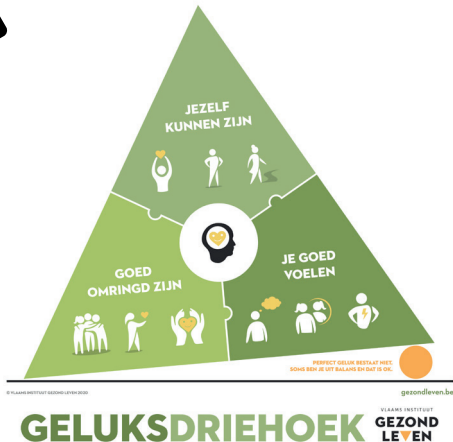 JEZELF
KUNNEN ZIJN
GOED
OMRINGD ZIJN
JE GOED
VOELEN
PERFECT GELUK BESTAAT NIET,
SOMS BEN JE UIT BALANS EN DAT IS OK.
© VLAAMS INSTITUUT GEZOND LEVEN 2020
gezondleven.be
GELUKSDRIEHOEK
VLAAMS INSTITUUT
GEZOND
LEVEN